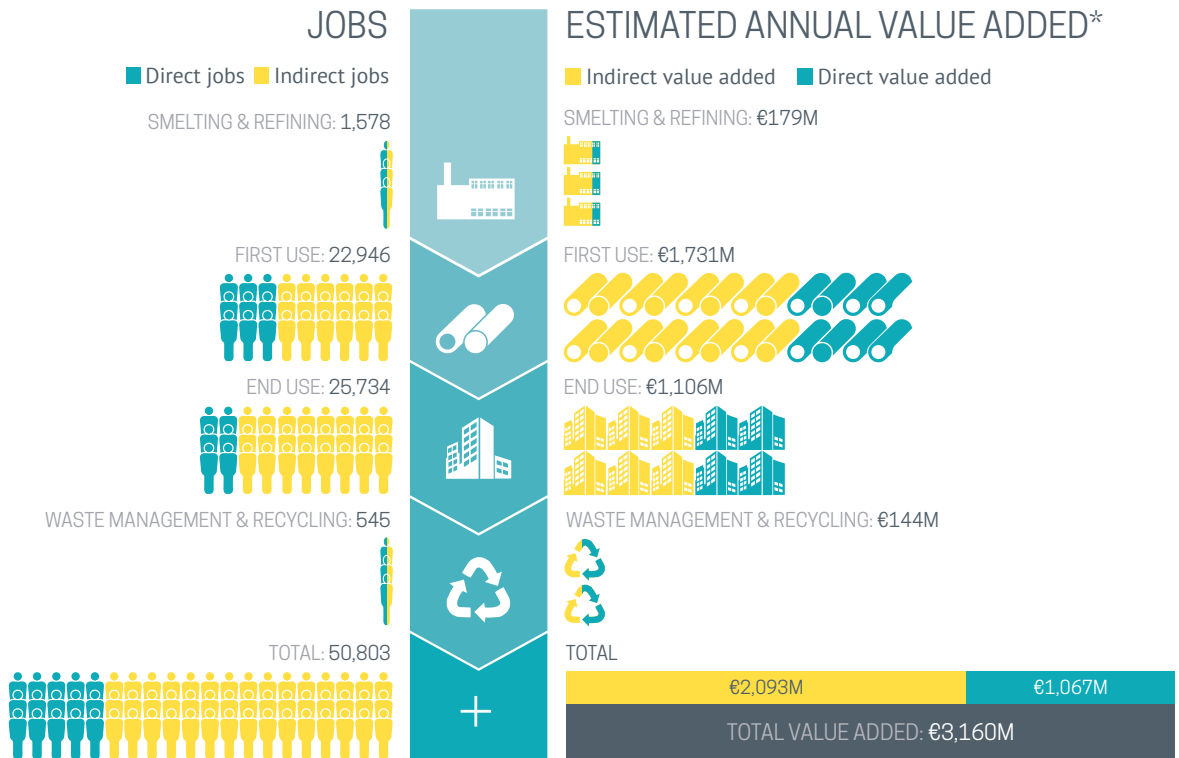 JOBS
Direct jobs Indirect jobs
SMELTING & REFINING: 1,578
FIRST USE: 22,946
END USE: 25,734
WASTE MANAGEMENT & RECYCLING: 545
TOTAL: 50,803
ESTIMATED ANNUAL VALUE ADDED*
Indirect value added Direct value added
SMELTING & REFINING: €179M
FIRST USE: €1,731M
END USE: €1,106M
WASTE MANAGEMENT & RECYCLING: €144M
TOTAL
€2,093M €1,067M
TOTAL VALUE ADDED: €3,160M